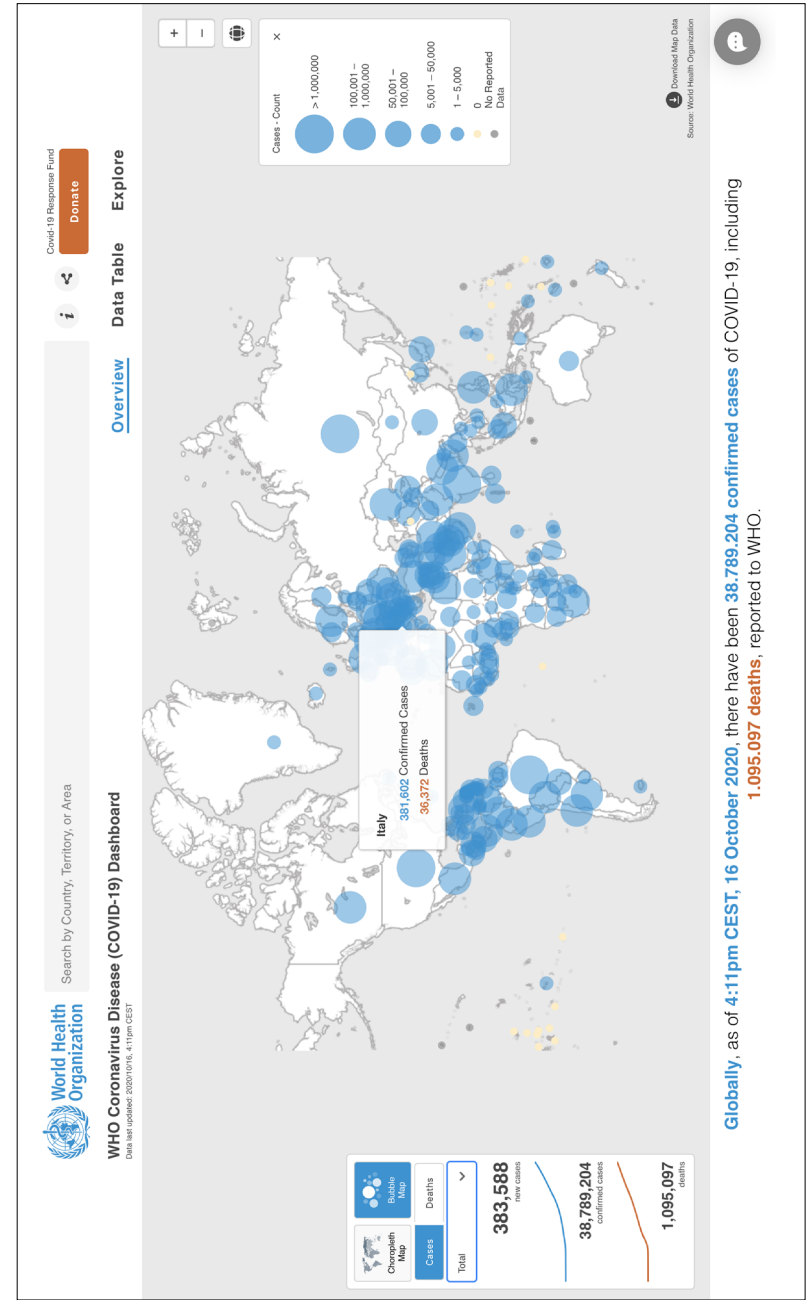 World Health
Organization
Search by Country, Territory, or Area
i
Covid-19 Response Fund
Donate
WHO Coronavirus Disease (COVID-19) Dashboard
Data last updated: 2020/10/16, 4:11pm CEST
Overview
Data Table
Explore
+
−
Cases - Count
×
> 1,000,000
100,001 –
1,000,000
50,001 –
100,000
5,001 – 50,000
1 – 5,000
0
No Reported
Data
Italy
381,602 Confirmed Cases
36,372 Deaths
Choropleth
Map
Bubble
Map
Cases
Deaths
Total
383,588
new cases
38,789,204
confirmed cases
1,095,097
deaths
Download Map Data
Source: World Health Organization
Globally, as of 4:11pm CEST, 16 October 2020, there have been 38.789.204 confirmed cases of COVID-19, including
1.095.097 deaths, reported to WHO.